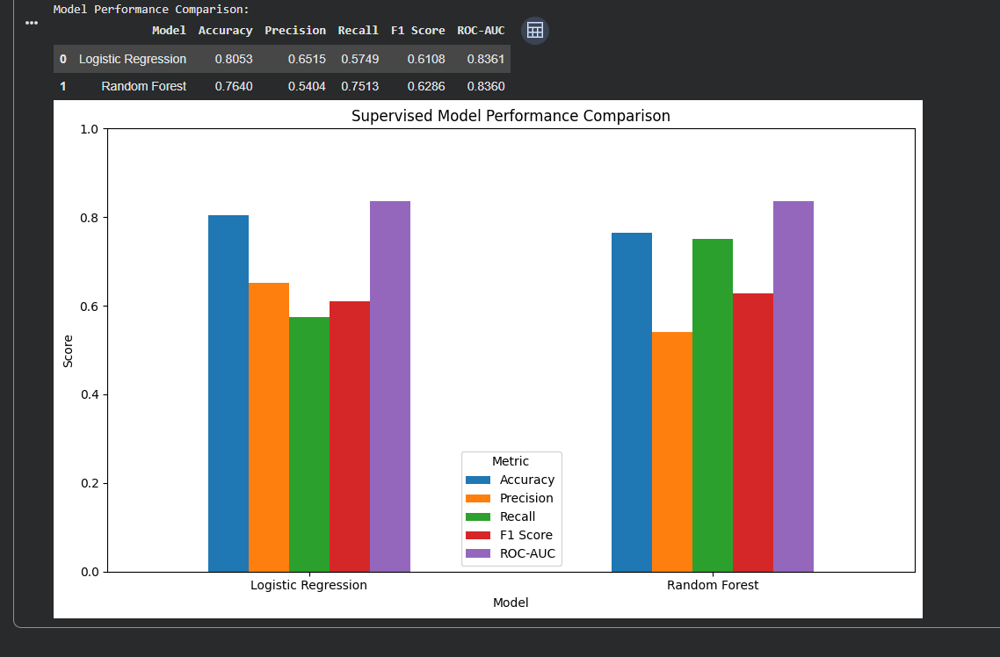 Model Performance Comparison:
Model Accuracy Precision Recall F1 Score ROC-AUC
0 Logistic Regression 0.8053 0.6515 0.5749 0.6108 0.8361
1 Random Forest 0.7640 0.5404 0.7513 0.6286 0.8360
Supervised Model Performance Comparison
1.0
0.8
0.6
0.4
0.2
0.0
Score
Metric
Accuracy
Precision
Recall
F1 Score
ROC-AUC
Logistic Regression Random Forest
Model